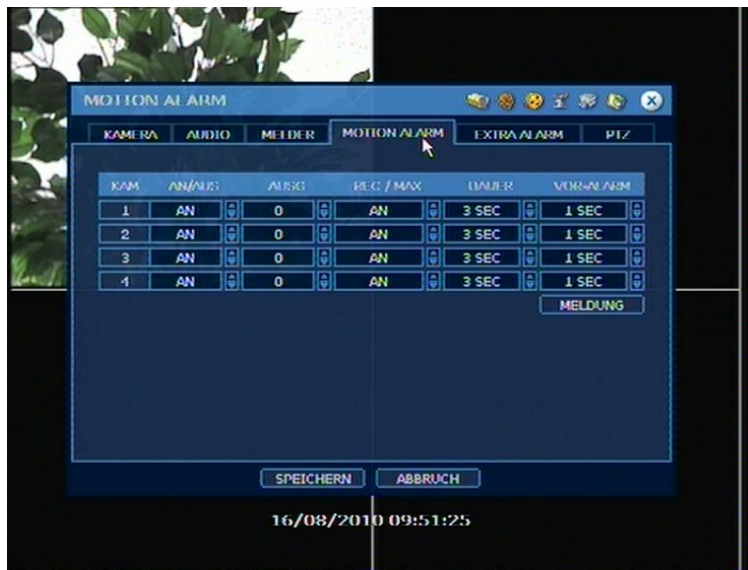 MOTION ALARM
KAMERA AUDIO MELDER MOTION ALARM EXTRA ALARM PTZ
KAM AN/AUS AUSG REC / MAX DAUER VOR-ALARM
1 AN 0 AN 3 SEC 1 SEC
2 AN 0 AN 3 SEC 1 SEC
3 AN 0 AN 3 SEC 1 SEC
4 AN 0 AN 3 SEC 1 SEC
MELDUNG
SPEICHERN ABBRUCH
16/08/2010 09:51:25